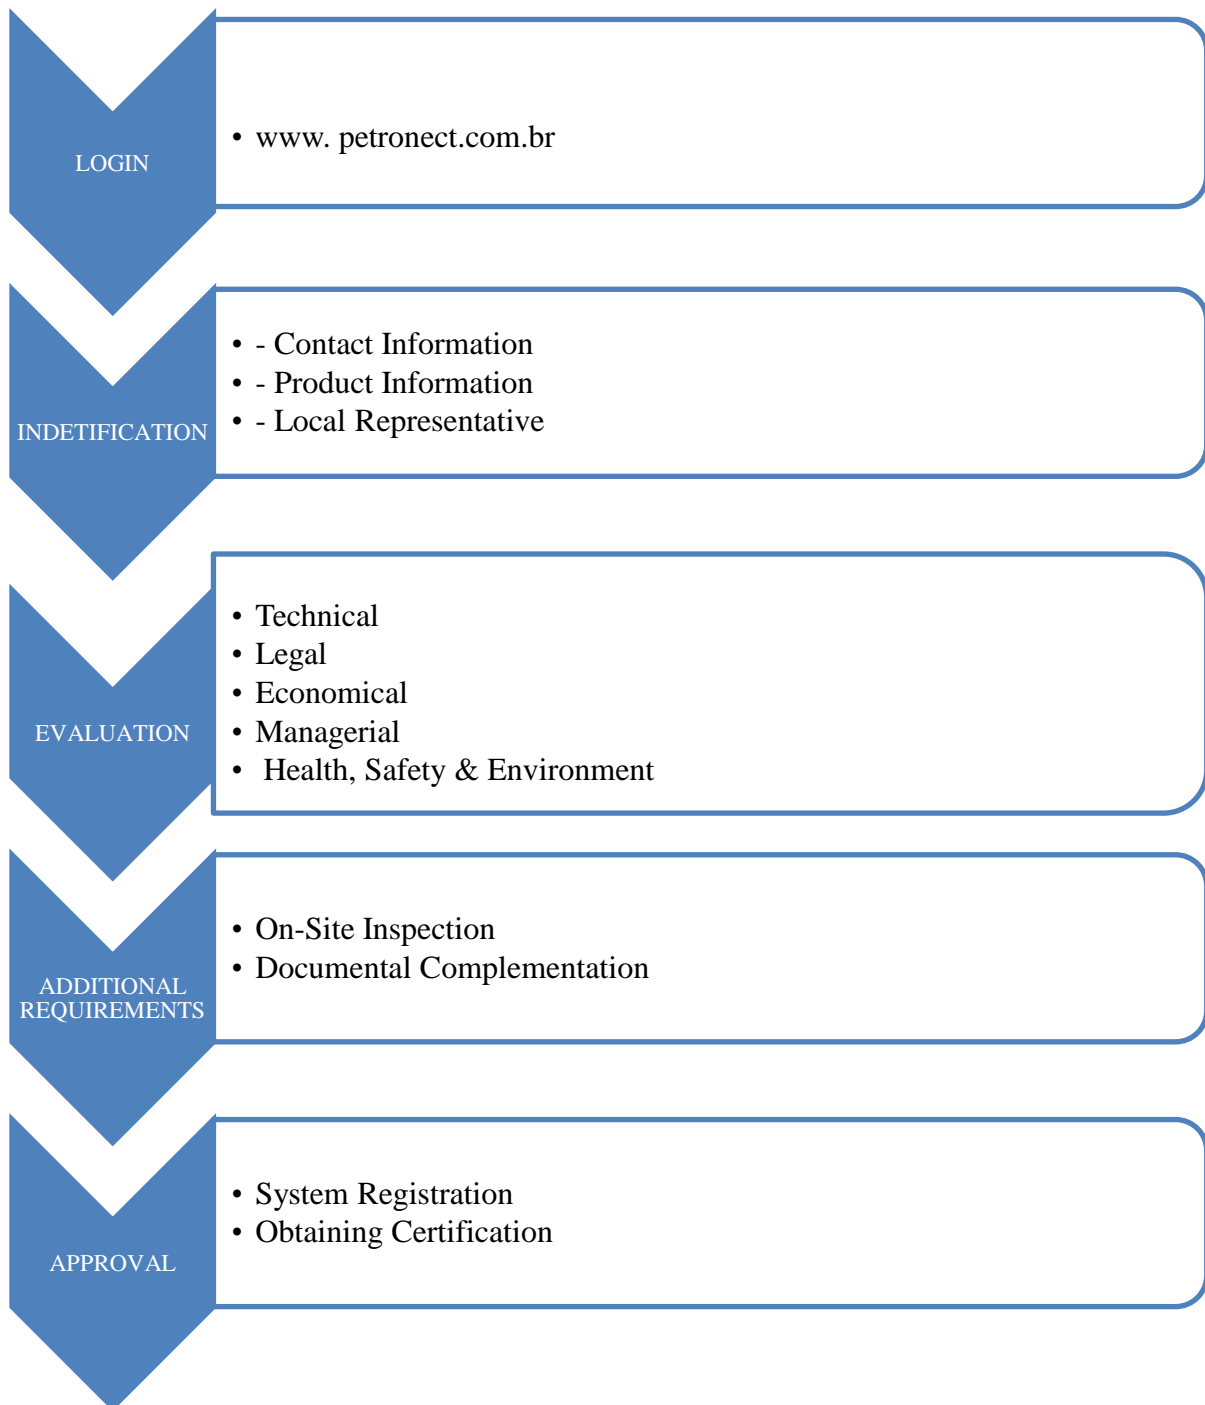 LOGIN
• www. petronect.com.br
INDETIFICATION
• - Contact Information
• - Product Information
• - Local Representative
EVALUATION
• Technical
• Legal
• Economical
• Managerial
• Health, Safety & Environment
ADDITIONAL
REQUIREMENTS
• On-Site Inspection
• Documental Complementation
APPROVAL
• System Registration
• Obtaining Certification